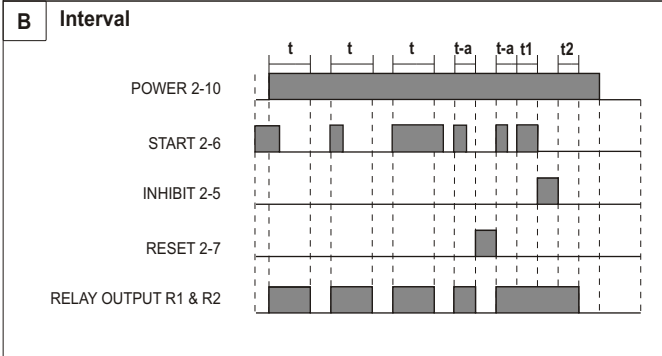 B Interval
t t t t-a t-a t1 t2
POWER 2-10
START 2-6
INHIBIT 2-5
RESET 2-7
RELAY OUTPUT R1 & R2